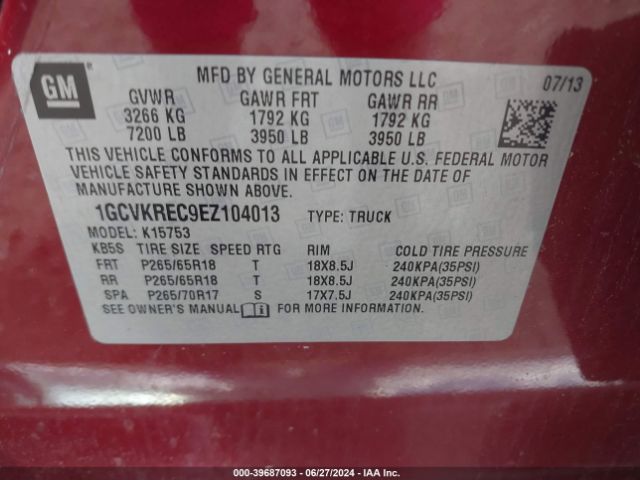 GM
MFD BY GENERAL MOTORS LLC
07/13
GVWR GAWR FRT GAWR RR
3266 KG 1792 KG 1792 KG
7200 LB 3950 LB 3950 LB
THIS VEHICLE CONFORMS TO ALL APPLICABLE U.S. FEDERAL MOTOR
VEHICLE SAFETY STANDARDS IN EFFECT ON THE DATE OF
MANUFACTURE SHOWN ABOVE.
1GCVKREC9EZ104013 TYPE: TRUCK
MODEL: K15753
KB5S TIRE SIZE SPEED RTG RIM COLD TIRE PRESSURE
FRT P265/65R18 T 18X8.5J 240KPA(35PSI)
RR P265/65R18 T 18X8.5J 240KPA(35PSI)
SPA P265/70R17 S 17X7.5J 240KPA(35PSI)
SEE OWNER'S MANUAL FOR MORE INFORMATION.
000-39687093 - 06/27/2024 - IAA Inc.